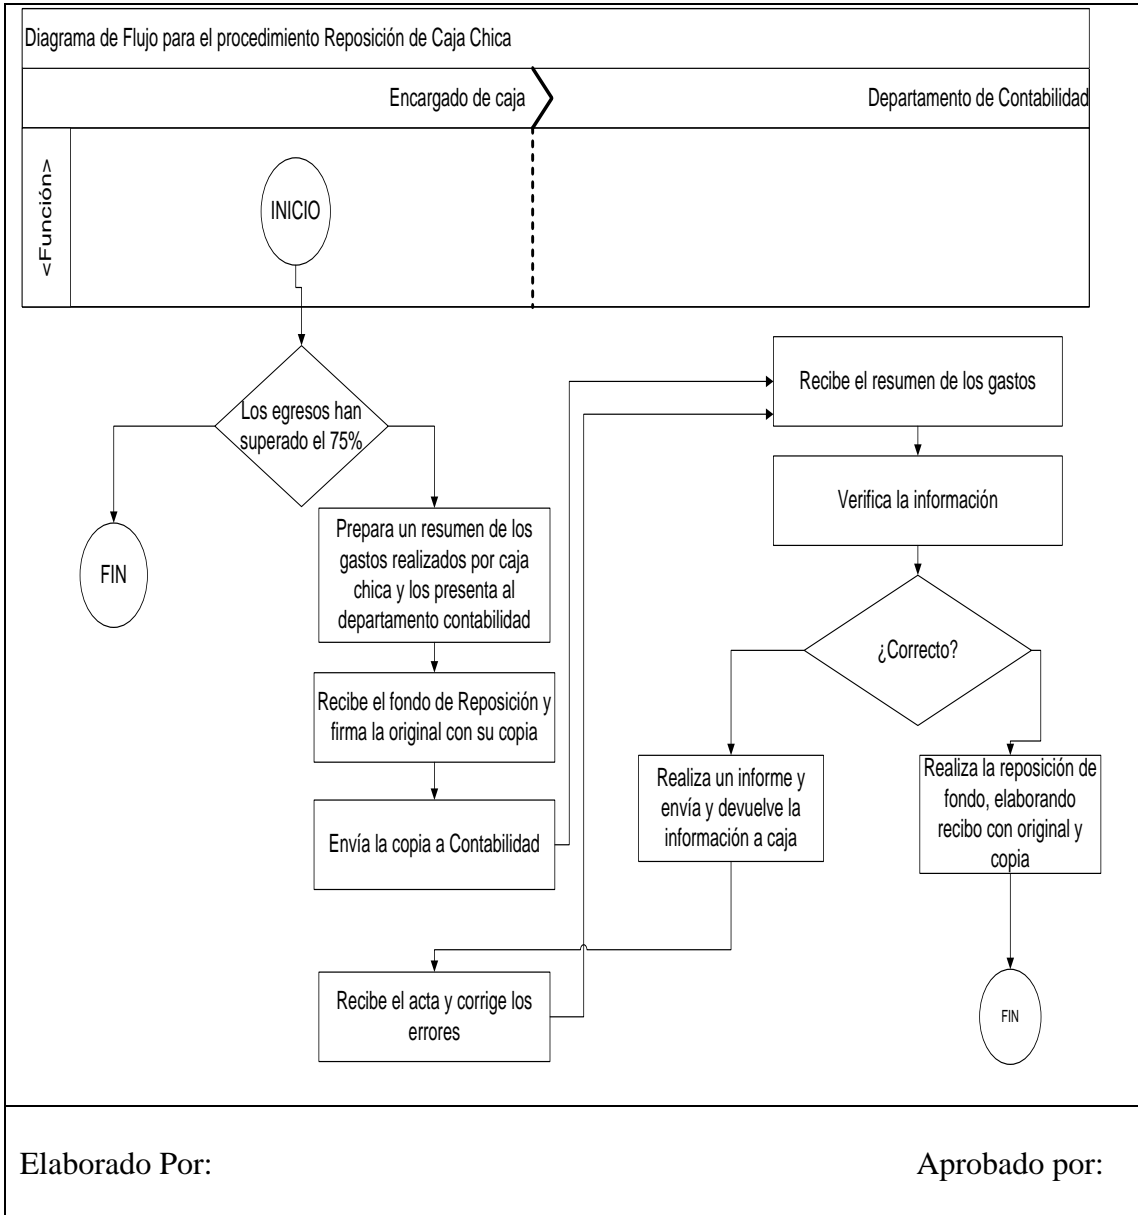 Diagrama de Flujo para el procedimiento Reposición de Caja Chica
Encargado de caja
Departamento de Contabilidad
<Función>
INICIO
Los egresos han
superado el 75%
FIN
Prepara un resumen de los
gastos realizados por caja
chica y los presenta al
departamento contabilidad
Recibe el fondo de Reposición y
firma la original con su copia
Envía la copia a Contabilidad
Recibe el acta y corrige los
errores
Recibe el resumen de los gastos
Verifica la información
¿Correcto?
Realiza un informe y
envía y devuelve la
información a caja
Realiza la reposición de
fondo, elaborando
recibo con original y
copia
FIN
Elaborado Por:
Aprobado por: